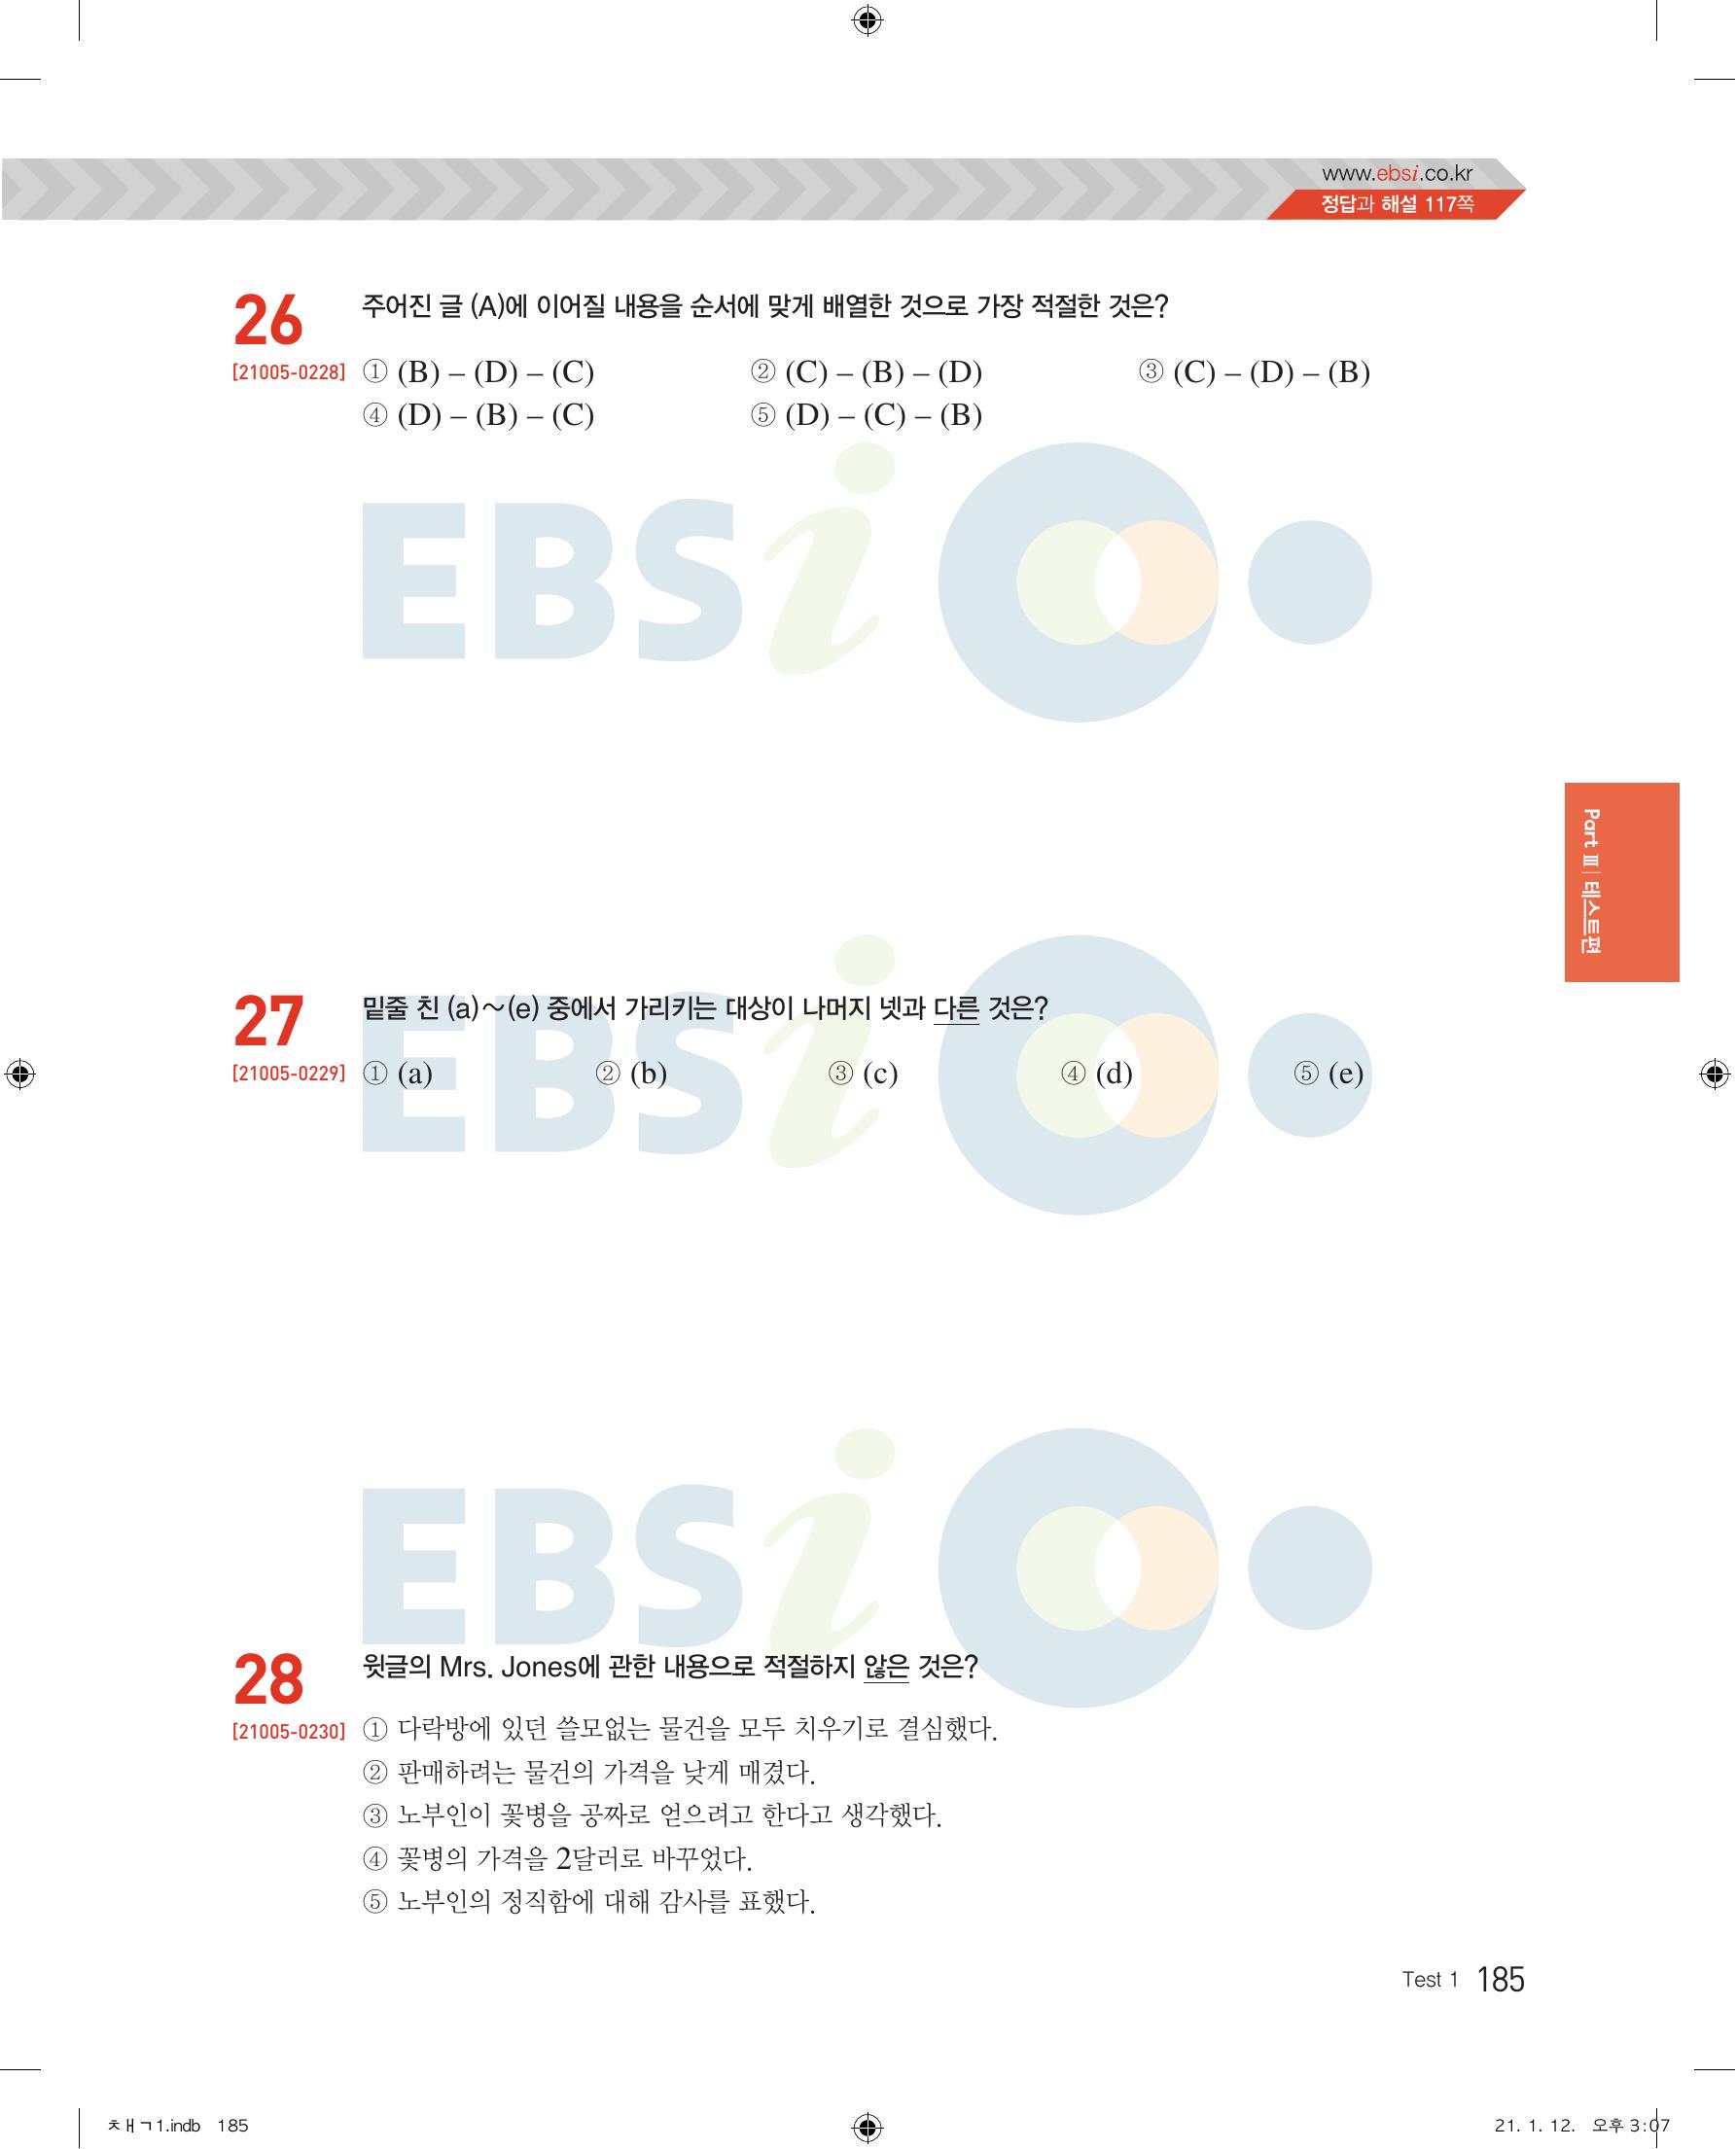 www.ebsi.co.kr
정답과 해설 117쪽
26
주어진 글 (A)에 이어질 내용을 순서에 맞게 배열한 것으로 가장 적절한 것은?
[21005-0228]
① (B) – (D) – (C) ② (C) – (B) – (D) ③ (C) – (D) – (B)
④ (D) – (B) – (C) ⑤ (D) – (C) – (B)
EBSi
Part Ⅲ | 테스트편
27
밑줄 친 (a)~(e) 중에서 가리키는 대상이 나머지 넷과 다른 것은?
[21005-0229]
① (a) ② (b) ③ (c) ④ (d) ⑤ (e)
EBSi
EBSi
28
윗글의 Mrs. Jones에 관한 내용으로 적절하지 않은 것은?
[21005-0230]
① 다락방에 있던 쓸모없는 물건을 모두 치우기로 결심했다.
② 판매하려는 물건의 가격을 낮게 매겼다.
③ 노부인이 꽃병을 공짜로 얻으려고 한다고 생각했다.
④ 꽃병의 가격을 2달러로 바꾸었다.
⑤ 노부인의 정직함에 대해 감사를 표했다.
Test 1 185
ㅊㅐㄱ1.indb 185
21. 1. 12. 오후 3:07